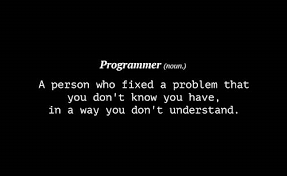 Programmer (noun.)
A person who fixed a problem that
you don't know you have,
in a way you don't understand.